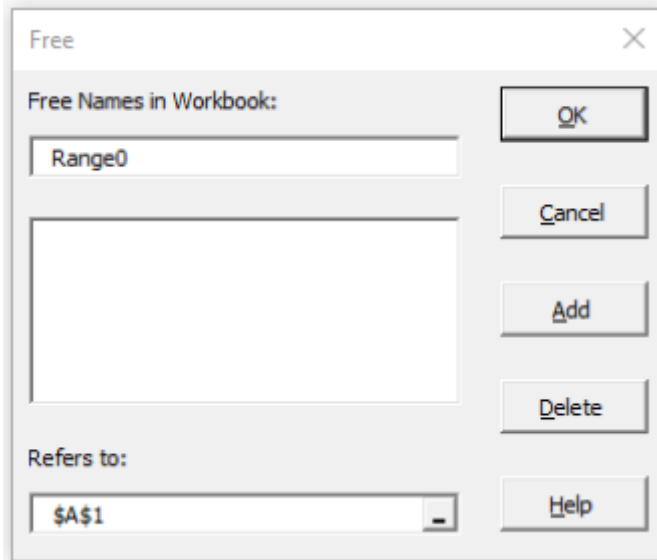 Free
Free Names in Workbook:
OK
Range0
Cancel
Add
Delete
Refers to:
$A$1
Help